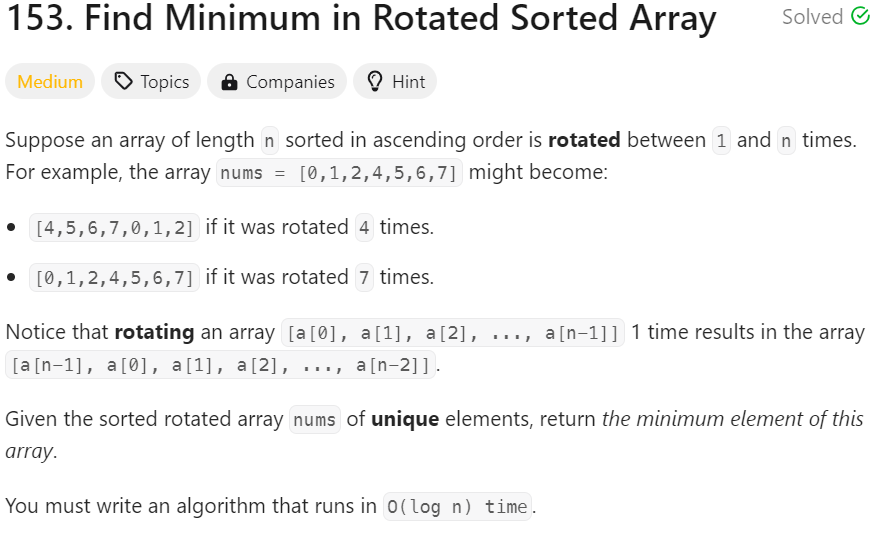 153. Find Minimum in Rotated Sorted Array Solved
Medium Topics Companies Hint
Suppose an array of length n sorted in ascending order is rotated between 1 and n times.
For example, the array nums = [0,1,2,4,5,6,7] might become:
• [4,5,6,7,0,1,2] if it was rotated 4 times.
• [0,1,2,4,5,6,7] if it was rotated 7 times.
Notice that rotating an array [a[0], a[1], a[2], ..., a[n-1]] 1 time results in the array
[a[n-1], a[0], a[1], a[2], ..., a[n-2]].
Given the sorted rotated array nums of unique elements, return the minimum element of this
array.
You must write an algorithm that runs in O(log n) time.